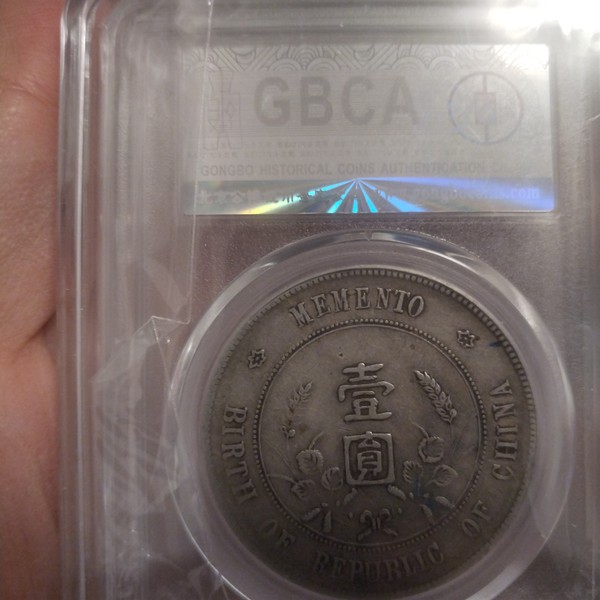 GBCA
GONGBO HISTORICAL COINS AUTHENTICATION
MEMENTO
壹
圓
BIRTH OF REPUBLIC OF CHINA